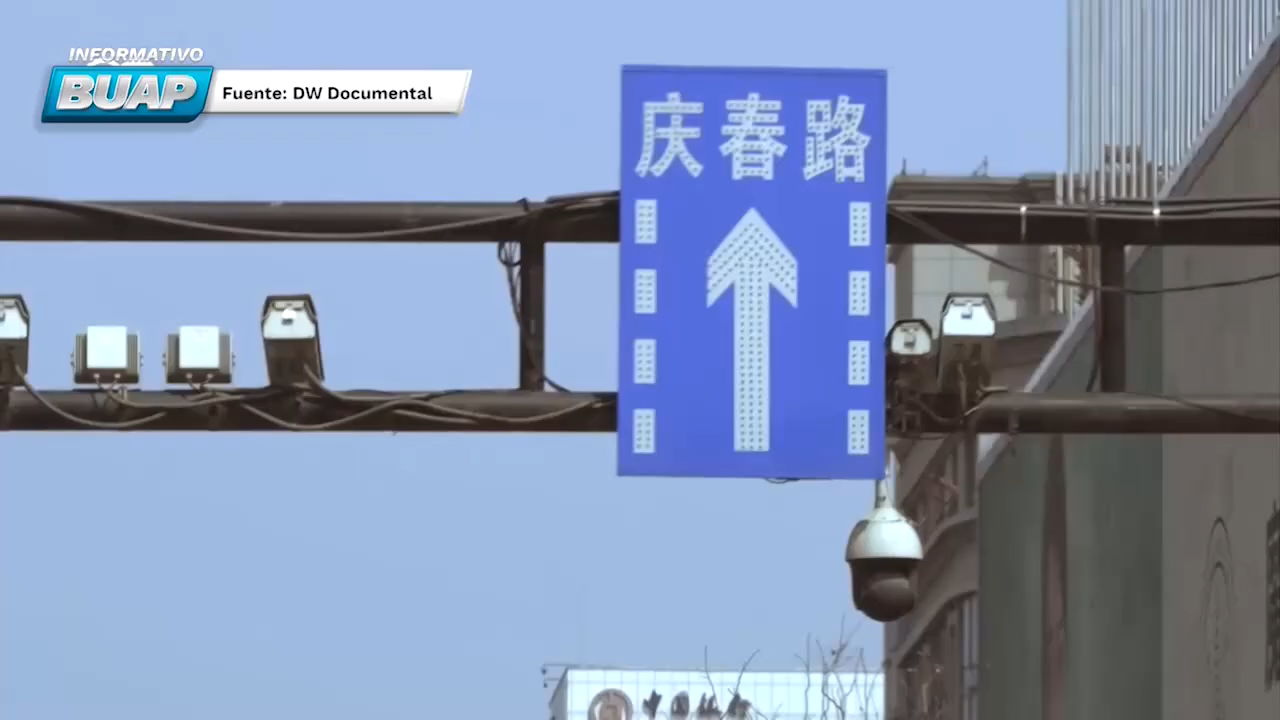 INFORMATIVO
BUAP
Fuente: DW Documental
庆春路